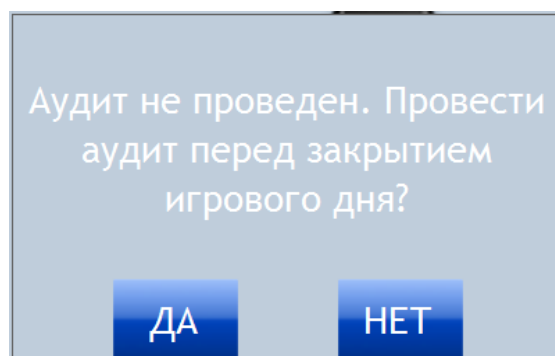 Аудит не проведен. Провести
аудит перед закрытием
игрового дня?
ДА НЕТ